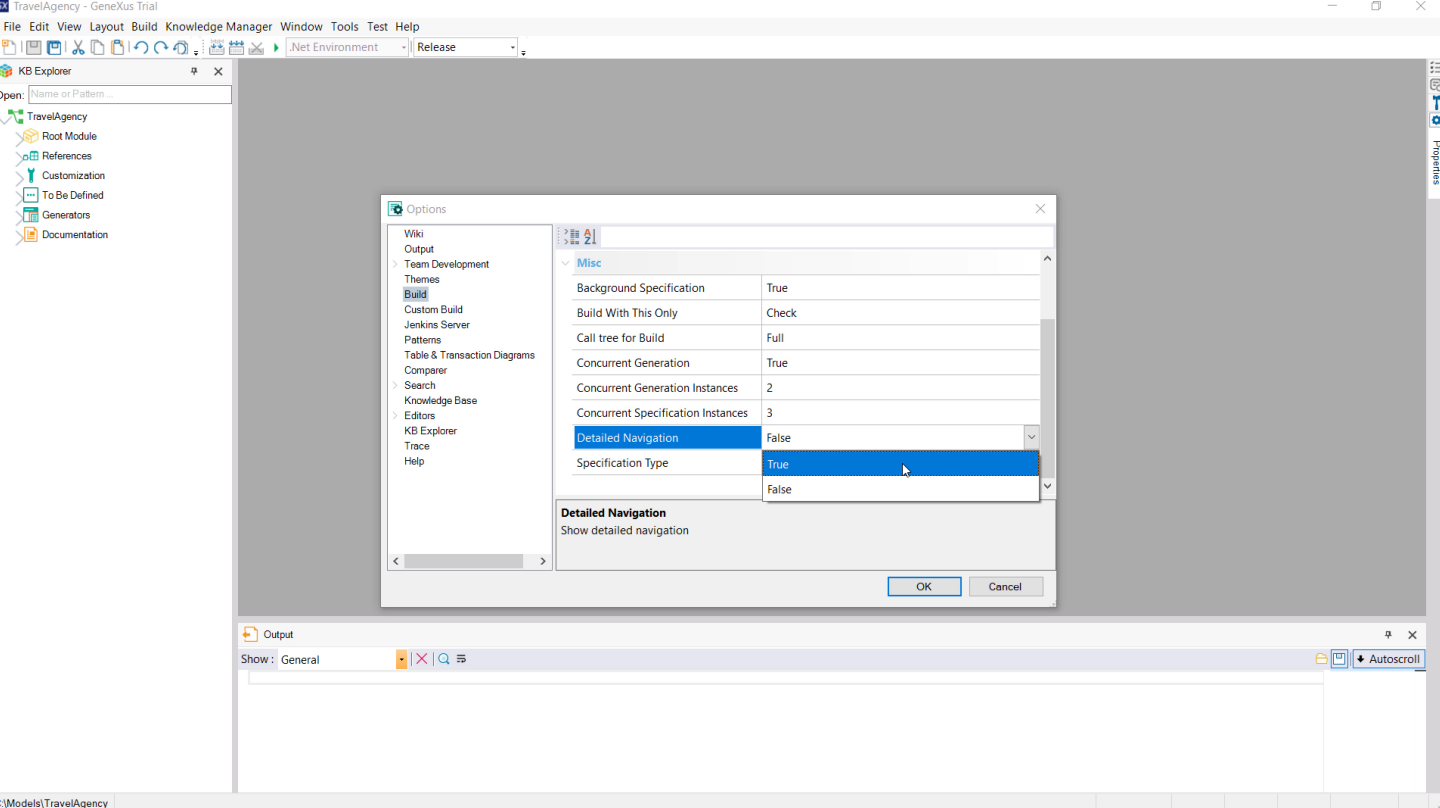 TravelAgency - GeneXus Trial
File Edit View Layout Build Knowledge Manager Window Tools Test Help
.Net Environment Release
KB Explorer
Open: Name or Pattern ...
TravelAgency
Root Module
References
Customization
To Be Defined
Generators
Documentation
Properties
Options
Wiki
Output
Team Development
Themes
Build
Custom Build
Jenkins Server
Patterns
Table & Transaction Diagrams
Comparer
Search
Knowledge Base
Editors
KB Explorer
Trace
Help
Misc
Background Specification True
Build With This Only Check
Call tree for Build Full
Concurrent Generation True
Concurrent Generation Instances 2
Concurrent Specification Instances 3
Detailed Navigation False
Specification Type
True
False
Detailed Navigation
Show detailed navigation
OK Cancel
Output
Show : General
Autoscroll
:\Models\TravelAgency